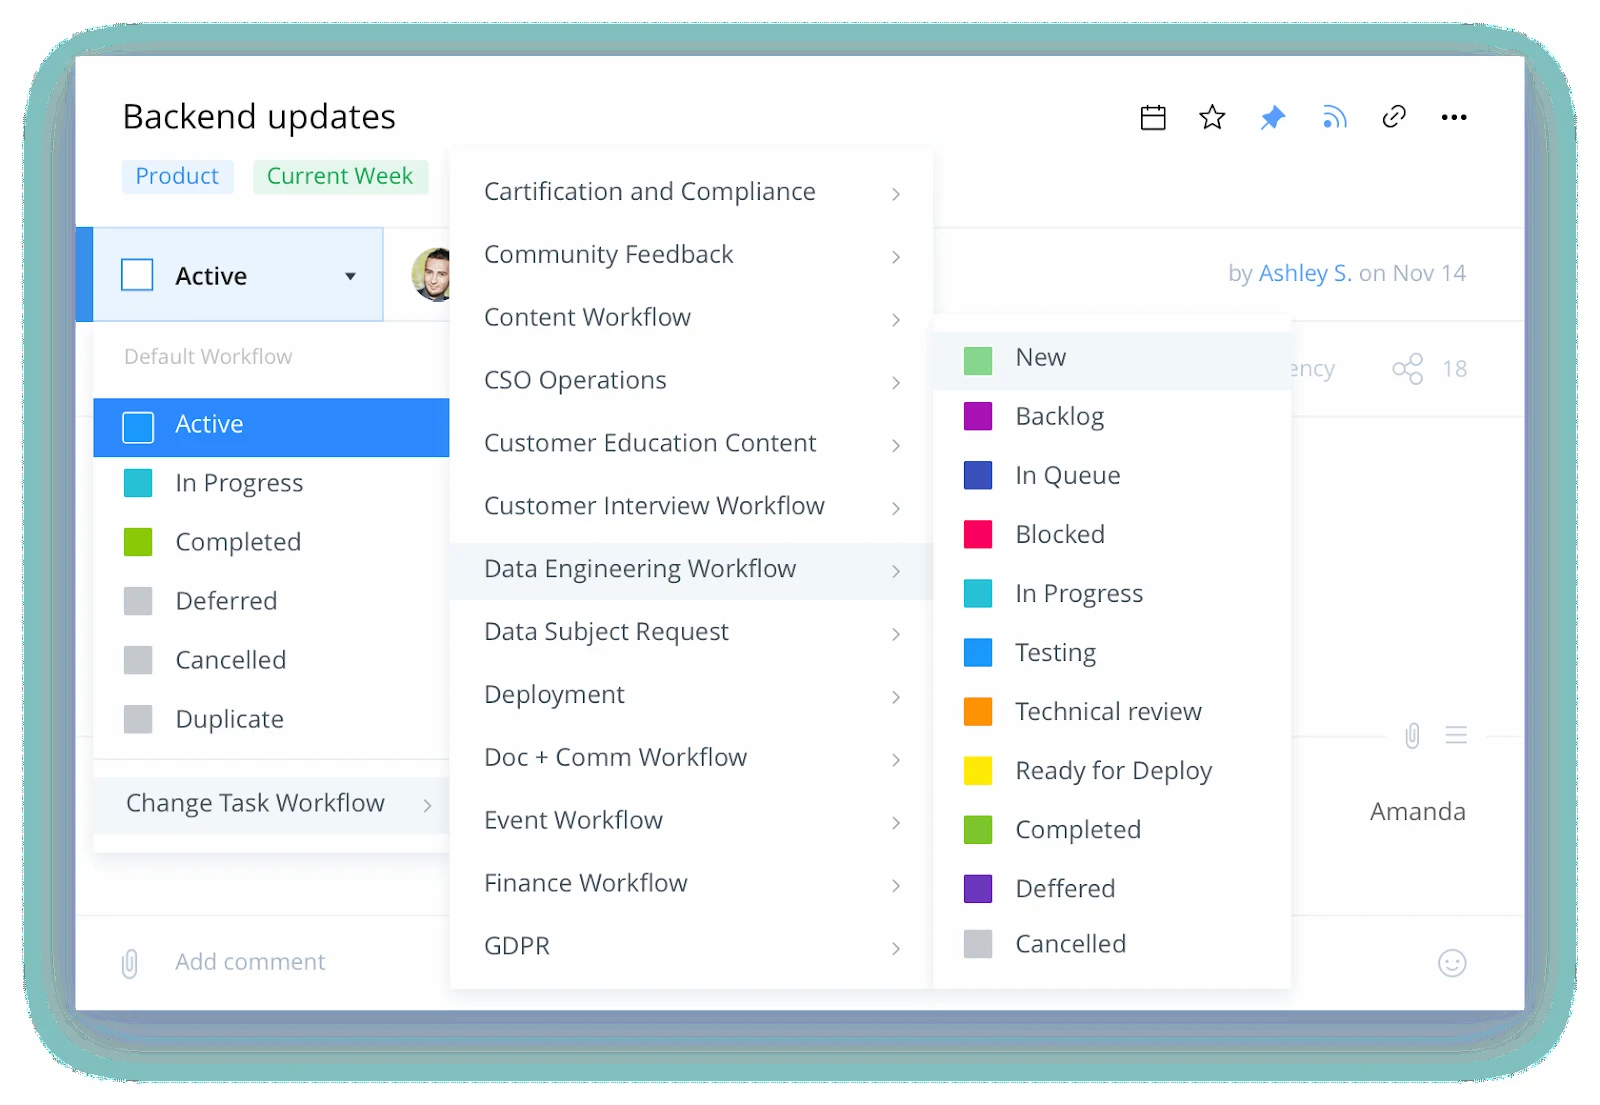 Backend updates
Product
Current Week
Active
by Ashley S. on Nov 14
Default Workflow
Active
In Progress
Completed
Deferred
Cancelled
Duplicate
Change Task Workflow
Cartification and Compliance
Community Feedback
Content Workflow
CSO Operations
Customer Education Content
Customer Interview Workflow
Data Engineering Workflow
Data Subject Request
Deployment
Doc + Comm Workflow
Event Workflow
Finance Workflow
GDPR
New
Backlog
In Queue
Blocked
In Progress
Testing
Technical review
Ready for Deploy
Completed
Deffered
Cancelled
ency
18
Amanda
Add comment